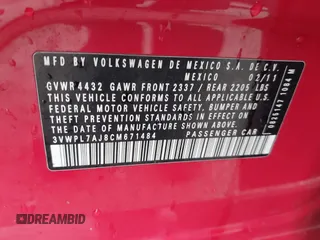 MFD BY VOLKSWAGEN DE MEXICO S.A. DE C.V.
MEXICO 02/11
GVWR 4432 GAWR FRONT 2337 / REAR 2205 LBS
THIS VEHICLE CONFORMS TO ALL APPLICABLE
FEDERAL MOTOR VEHICLE SAFETY, BUMPER AND
THEFT PREVENTION STANDARDS IN EFFECT ON
THE DATE OF MANUFACTURE SHOWN ABOVE.
3VWPL7AJ8CM671484 PASSENGER CAR
1084 M
DREAMBID